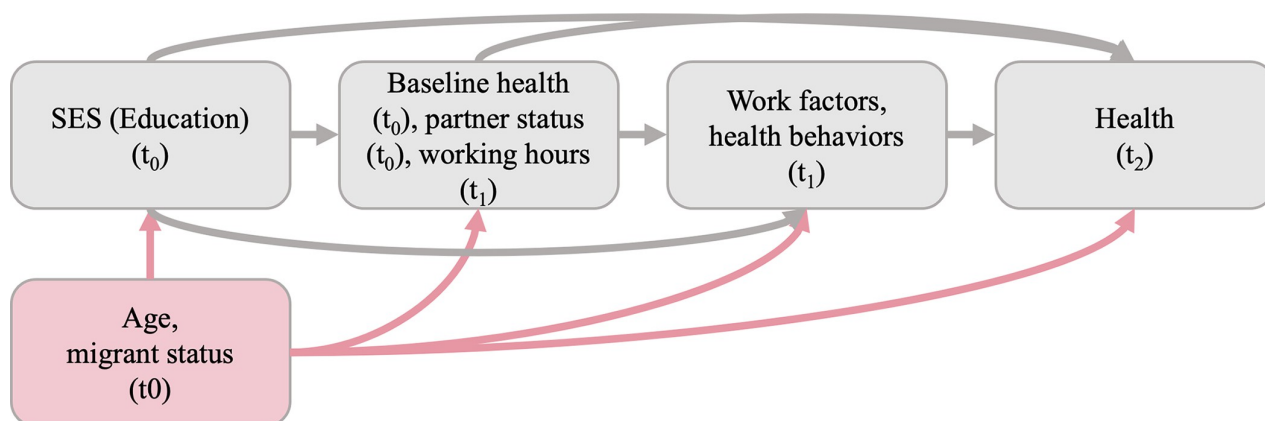 SES (Education)
(t₀)
Baseline health
(t₀), partner status
(t₀), working hours
(t₁)
Work factors,
health behaviors
(t₁)
Health
(t₂)
Age,
migrant status
(t0)